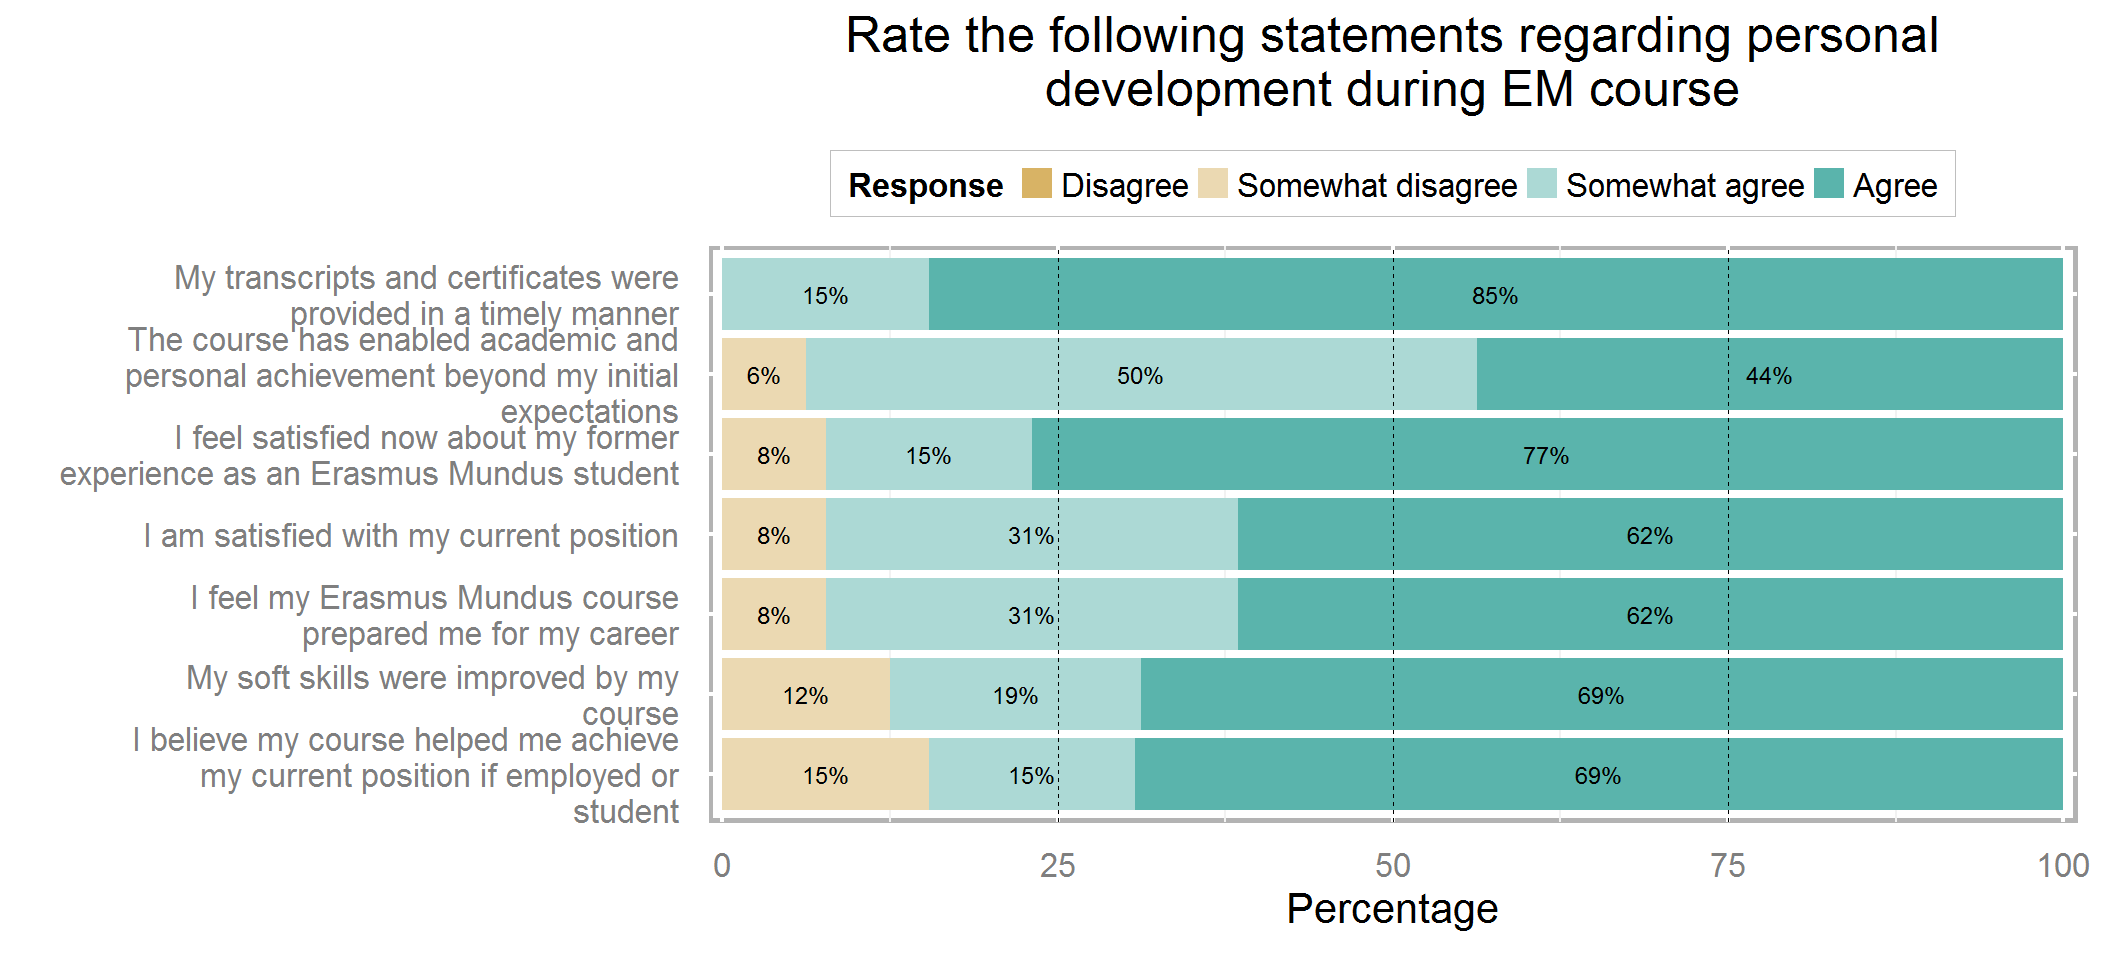 Rate the following statements regarding personal
development during EM course
Response Disagree Somewhat disagree Somewhat agree Agree
My transcripts and certificates were
provided in a timely manner
15% 85%
The course has enabled academic and
personal achievement beyond my initial
expectations
6% 50% 44%
I feel satisfied now about my former
experience as an Erasmus Mundus student
8% 15% 77%
I am satisfied with my current position
8% 31% 62%
I feel my Erasmus Mundus course
prepared me for my career
8% 31% 62%
My soft skills were improved by my
course
12% 19% 69%
I believe my course helped me achieve
my current position if employed or
student
15% 15% 69%
0 25 50 75 100
Percentage